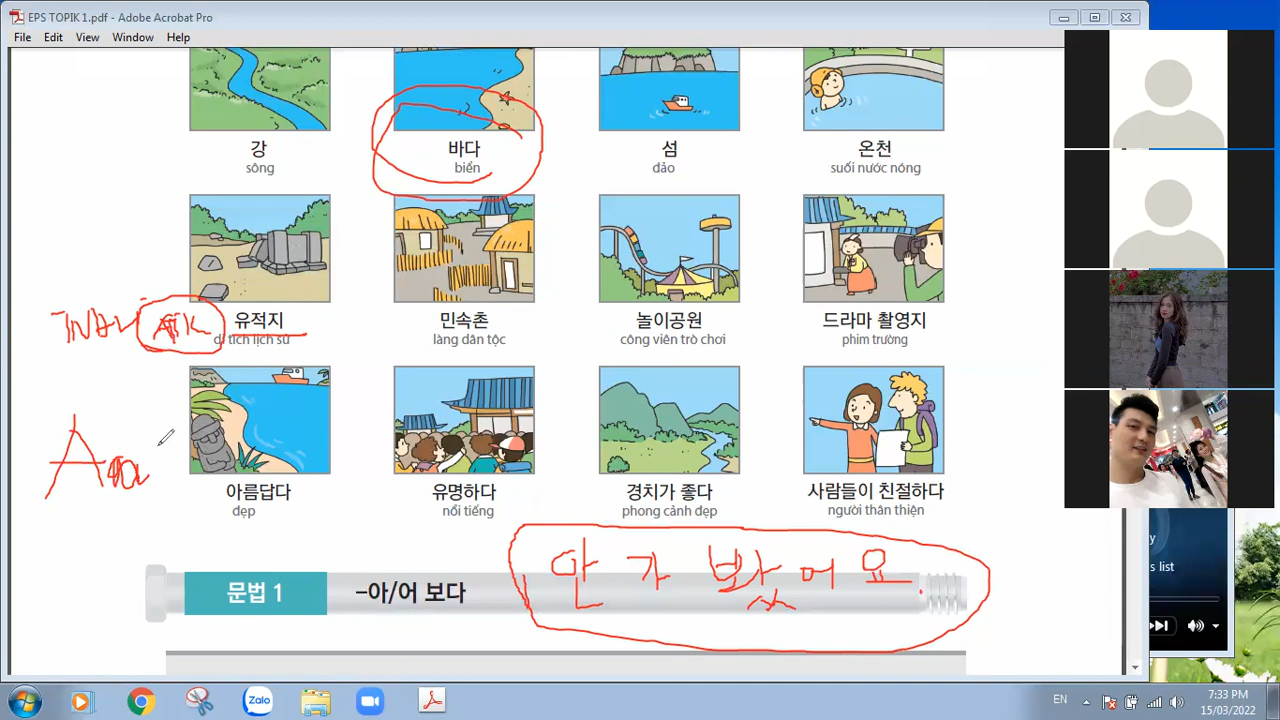 EPS TOPIK 1.pdf - Adobe Acrobat Pro
File Edit View Window Help
강 바다 섬 온천
sông biển đảo suối nước nóng
유적지 민속촌 놀이공원 드라마 촬영지
di tích lịch sử làng dân tộc công viên trò chơi phim trường
아름답다 유명하다 경치가 좋다 사람들이 친절하다
đẹp nổi tiếng phong cảnh đẹp người thân thiện
안 가 봤어요
문법 1 –아/어 보다
s list
Zalo
EN
7:33 PM
15/03/2022